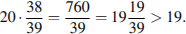 20 · 38/39 = 760/39 = 19 19/39 > 19.